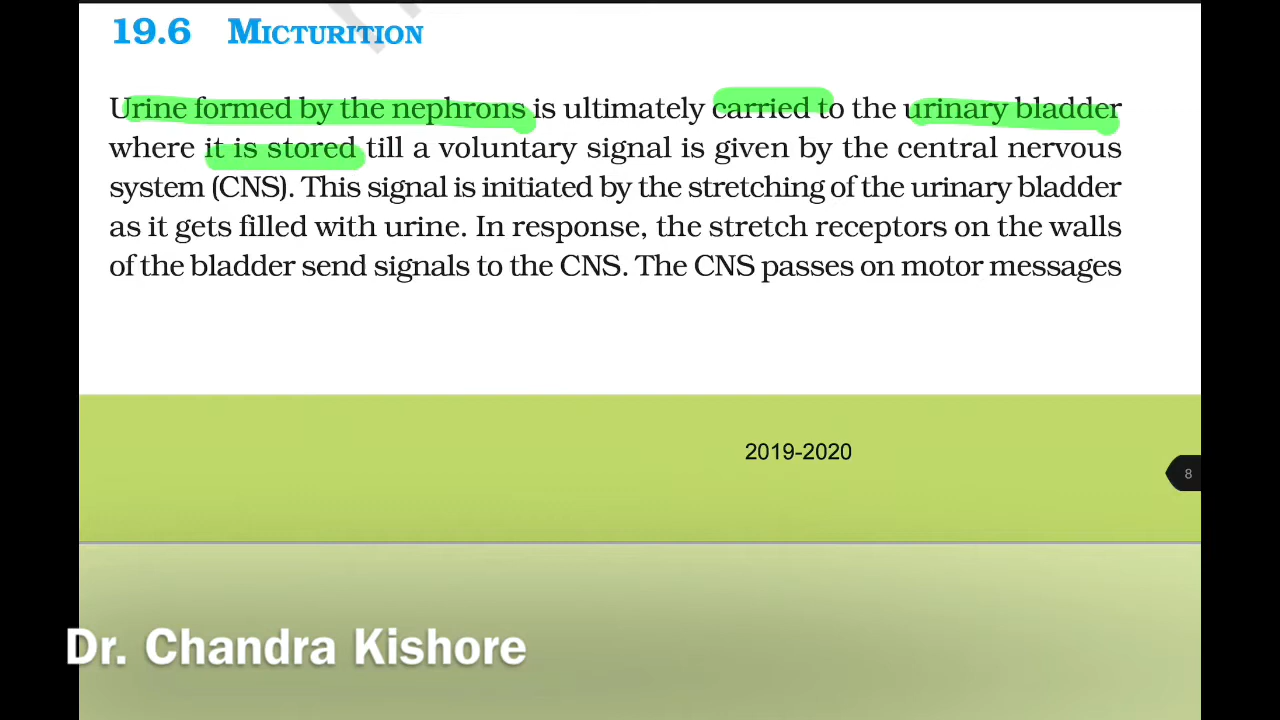 19.6 MICTURITION
Urine formed by the nephrons is ultimately carried to the urinary bladder
where it is stored till a voluntary signal is given by the central nervous
system (CNS). This signal is initiated by the stretching of the urinary bladder
as it gets filled with urine. In response, the stretch receptors on the walls
of the bladder send signals to the CNS. The CNS passes on motor messages
2019-2020
8
Dr. Chandra Kishore